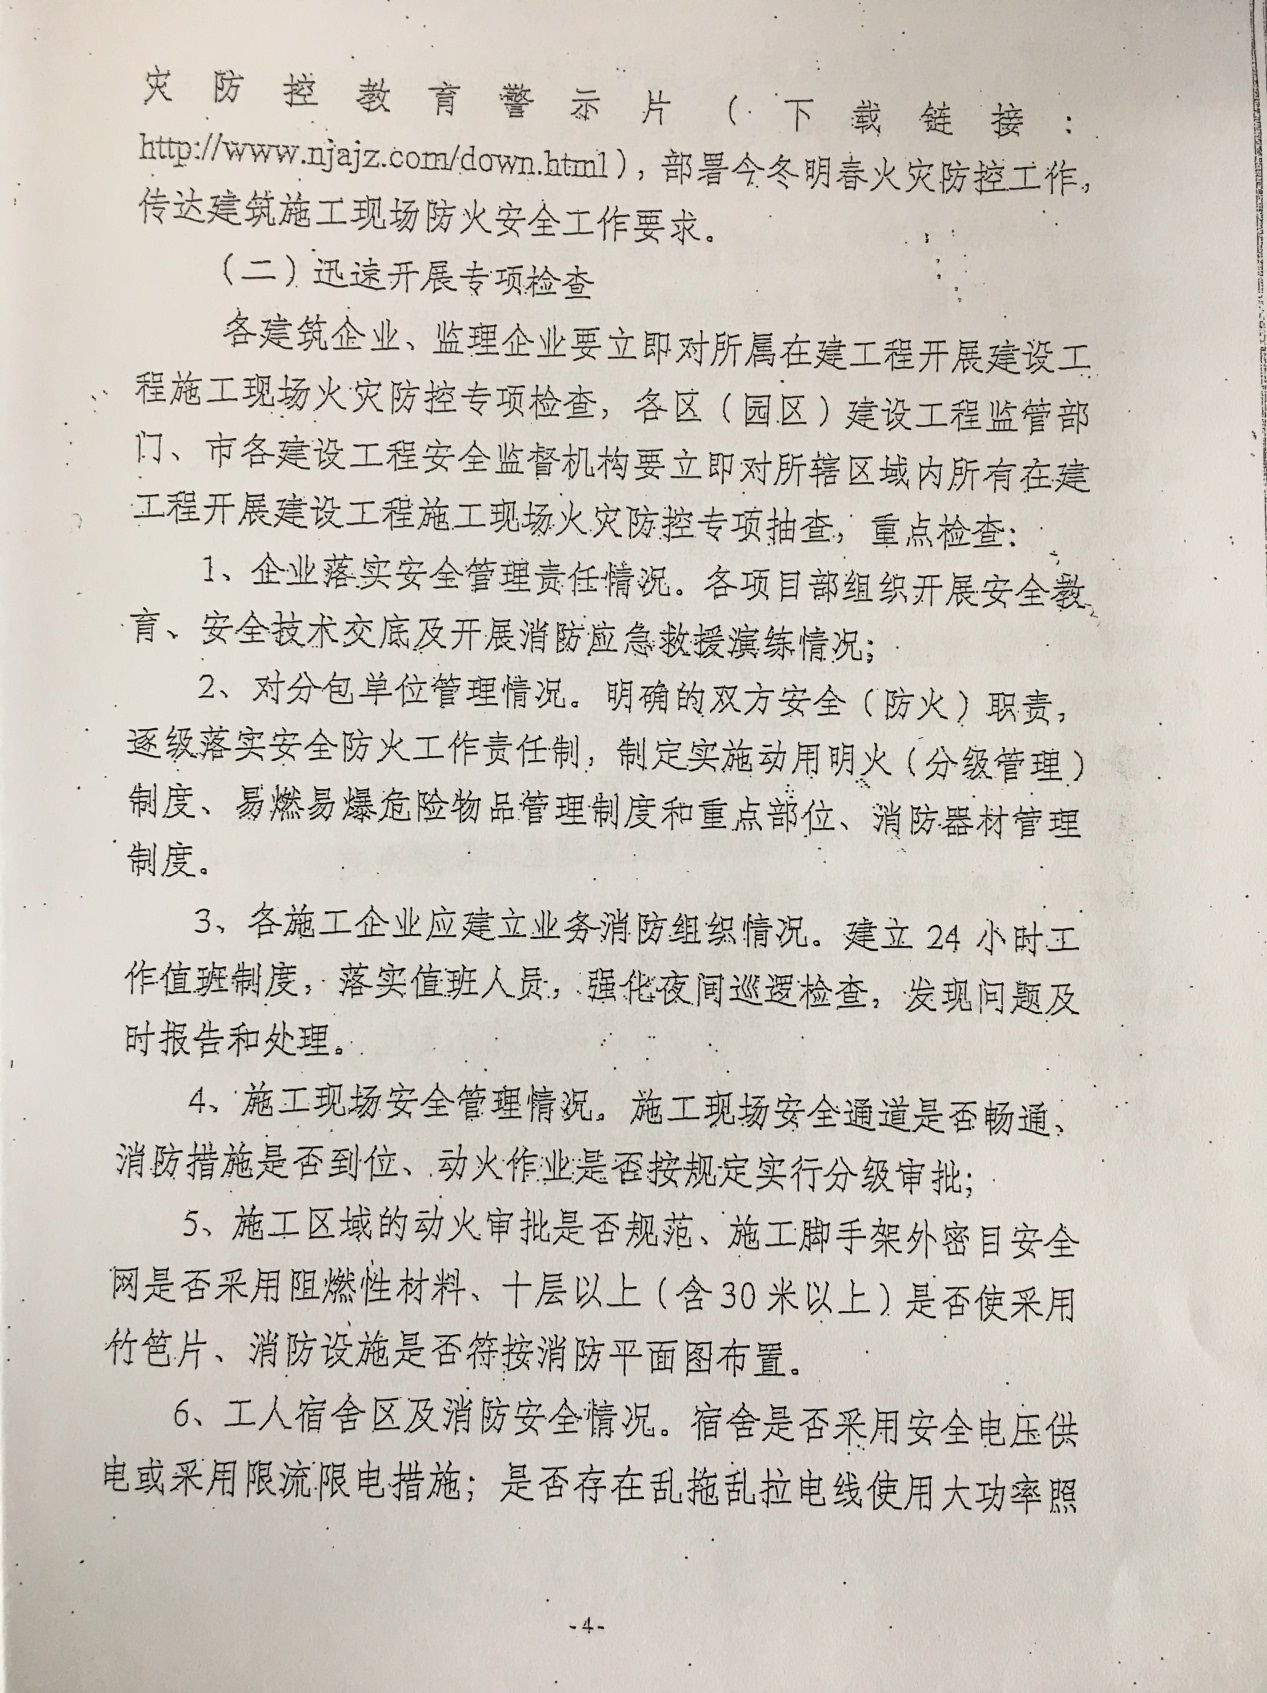 灾防控教育警示片（下载链接：
http://www.njajz.com/down.html），部署今冬明春火灾防控工作，
传达建筑施工现场防火安全工作要求。
（二）迅速开展专项检查
各建筑企业、监理企业要立即对所属在建工程开展建设工
程施工现场火灾防控专项检查，各区（园区）建设工程监管部
门、市各建设工程安全监督机构要立即对所辖区域内所有在建
工程开展建设工程施工现场火灾防控专项抽查，重点检查：
1、企业落实安全管理责任情况。各项目部组织开展安全教
育、安全技术交底及开展消防应急救援演练情况；
2、对分包单位管理情况。明确的双方安全（防火）职责，
逐级落实安全防火工作责任制，制定实施动用明火（分级管理）
制度、易燃易爆危险物品管理制度和重点部位、消防器材管理
制度。
3、各施工企业应建立业务消防组织情况。建立 24 小时工
作值班制度，落实值班人员，强化夜间巡逻检查，发现问题及
时报告和处理。
4、施工现场安全管理情况。施工现场安全通道是否畅通、
消防措施是否到位、动火作业是否按规定实行分级审批；
5、施工区域的动火审批是否规范、施工脚手架外密目安全
网是否采用阻燃性材料、十层以上（含 30 米以上）是否使采用
竹笆片、消防设施是否符按消防平面图布置。
6、工人宿舍区及消防安全情况。宿舍是否采用安全电压供
电或采用限流限电措施；是否存在乱拖乱拉电线使用大功率照
-4-